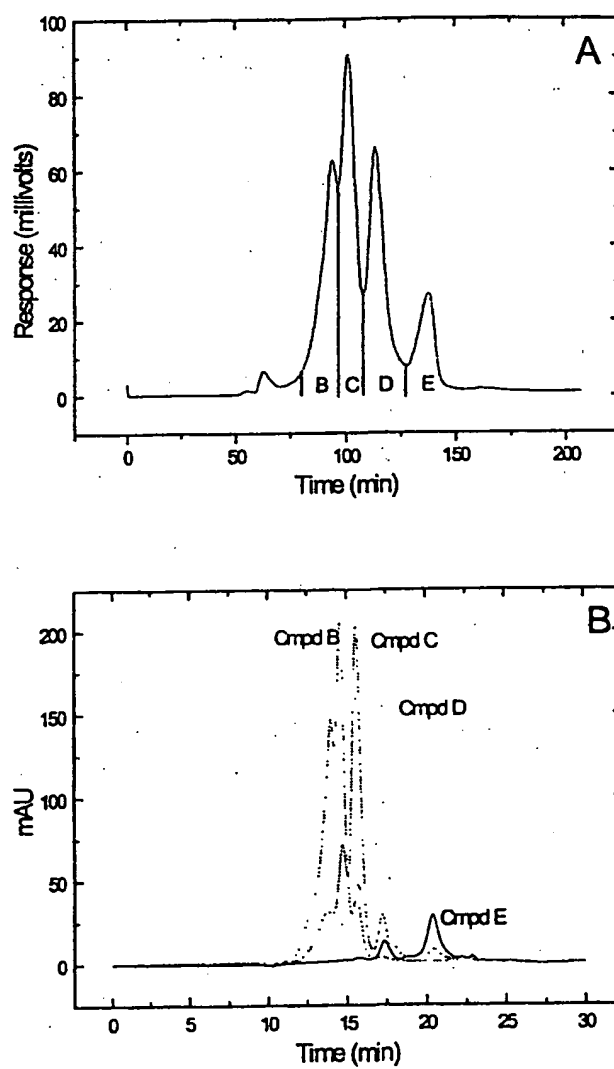 A
100
80
60
40
20
0
Response (millivolts)
B C D E
0 50 100 150 200
Time (min)
B
200
150
100
50
0
mAU
Cmpd B
Cmpd C
Cmpd D
Cmpd E
0 5 10 15 20 25 30
Time (min)